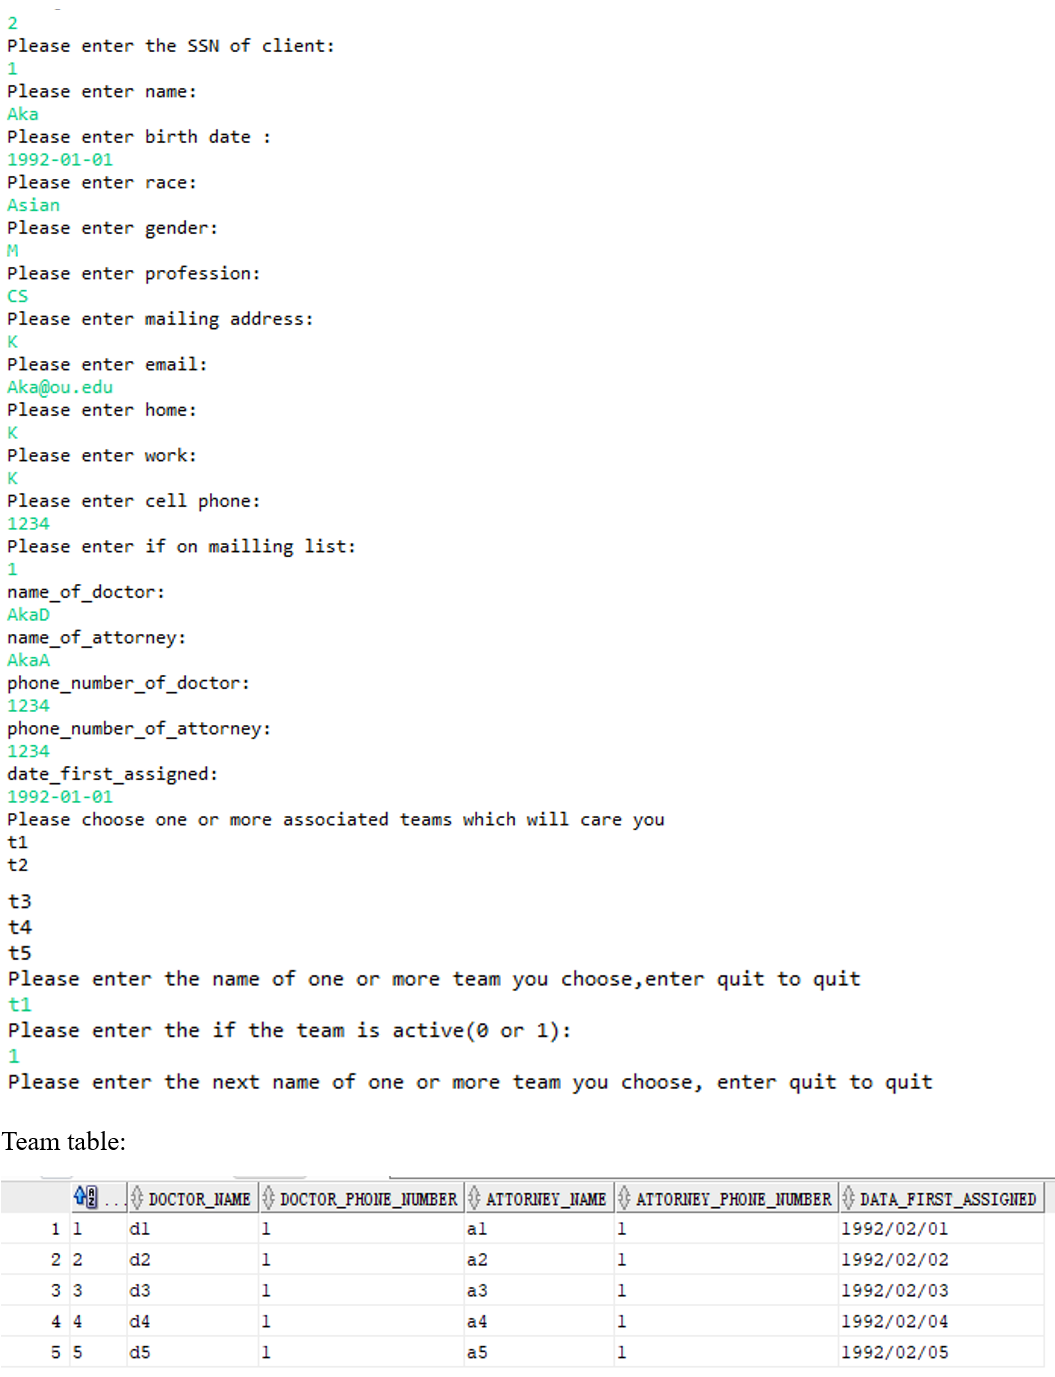 2
Please enter the SSN of client:
1
Please enter name:
Aka
Please enter birth date :
1992-01-01
Please enter race:
Asian
Please enter gender:
M
Please enter profession:
CS
Please enter mailing address:
K
Please enter email:
Aka@ou.edu
Please enter home:
K
Please enter work:
K
Please enter cell phone:
1234
Please enter if on mailling list:
1
name_of_doctor:
AkaD
name_of_attorney:
AkaA
phone_number_of_doctor:
1234
phone_number_of_attorney:
1234
date_first_assigned:
1992-01-01
Please choose one or more associated teams which will care you
t1
t2
t3
t4
t5
Please enter the name of one or more team you choose,enter quit to quit
t1
Please enter the if the team is active(0 or 1):
1
Please enter the next name of one or more team you choose, enter quit to quit
Team table:
... DOCTOR_NAME DOCTOR_PHONE_NUMBER ATTORNEY_NAME ATTORNEY_PHONE_NUMBER DATA_FIRST_ASSIGNED
1 1 d1 1 a1 1 1992/02/01
2 2 d2 1 a2 1 1992/02/02
3 3 d3 1 a3 1 1992/02/03
4 4 d4 1 a4 1 1992/02/04
5 5 d5 1 a5 1 1992/02/05